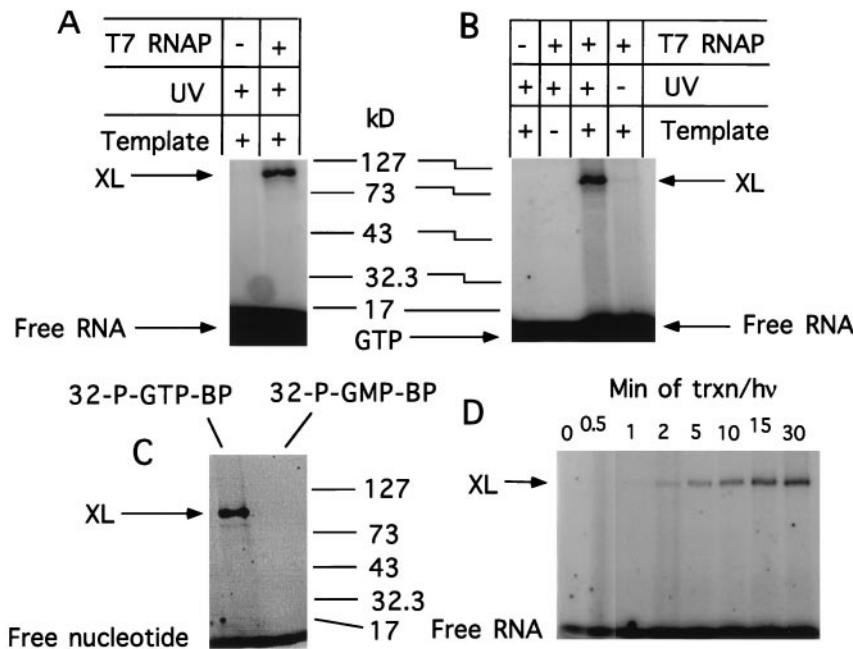 A
T7 RNAP - +
UV + +
Template + +
XL
Free RNA
kD
127
73
43
32.3
17
GTP
B
- + + + T7 RNAP
+ + + - UV
+ - + + Template
XL
Free RNA
32-P-GTP-BP 32-P-GMP-BP
C
XL
Free nucleotide
127
73
43
32.3
17
D
Min of trxn/hν
0 0.5 1 2 5 10 15 30
XL
Free RNA